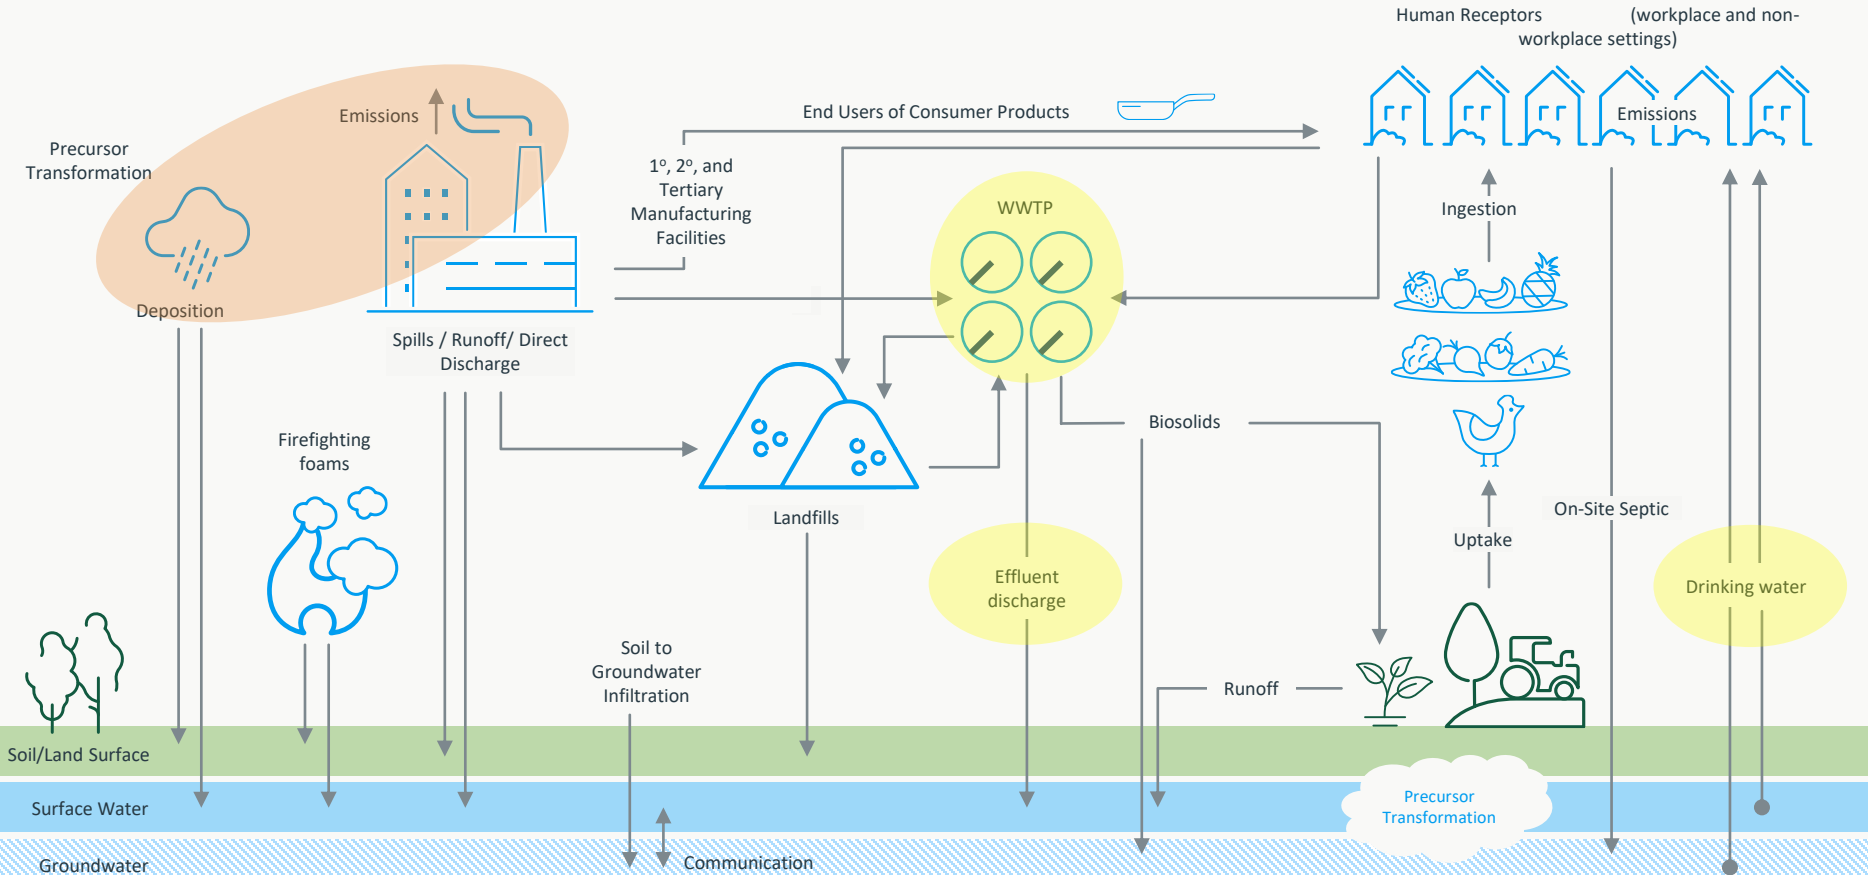 Human Receptors (workplace and non-
workplace settings)
Emissions
End Users of Consumer Products
Emissions
Precursor
Transformation
1º, 2º, and
Tertiary
Manufacturing
Facilities
WWTP
Ingestion
Deposition
Spills / Runoff/ Direct
Discharge
Biosolids
Firefighting
foams
Landfills
On-Site Septic
Uptake
Effluent
discharge
Drinking water
Soil to
Groundwater
Infiltration
Runoff
Soil/Land Surface
Surface Water
Precursor
Transformation
Groundwater
Communication